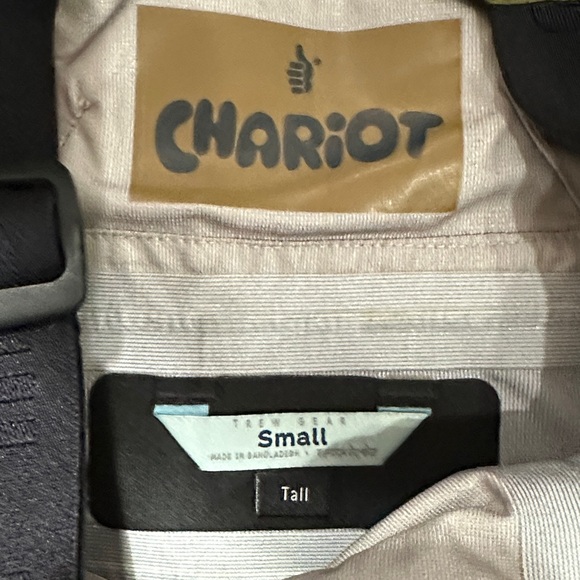 CHARiOT
TREW GEAR
Small
MADE IN BANGLADESH
Tall